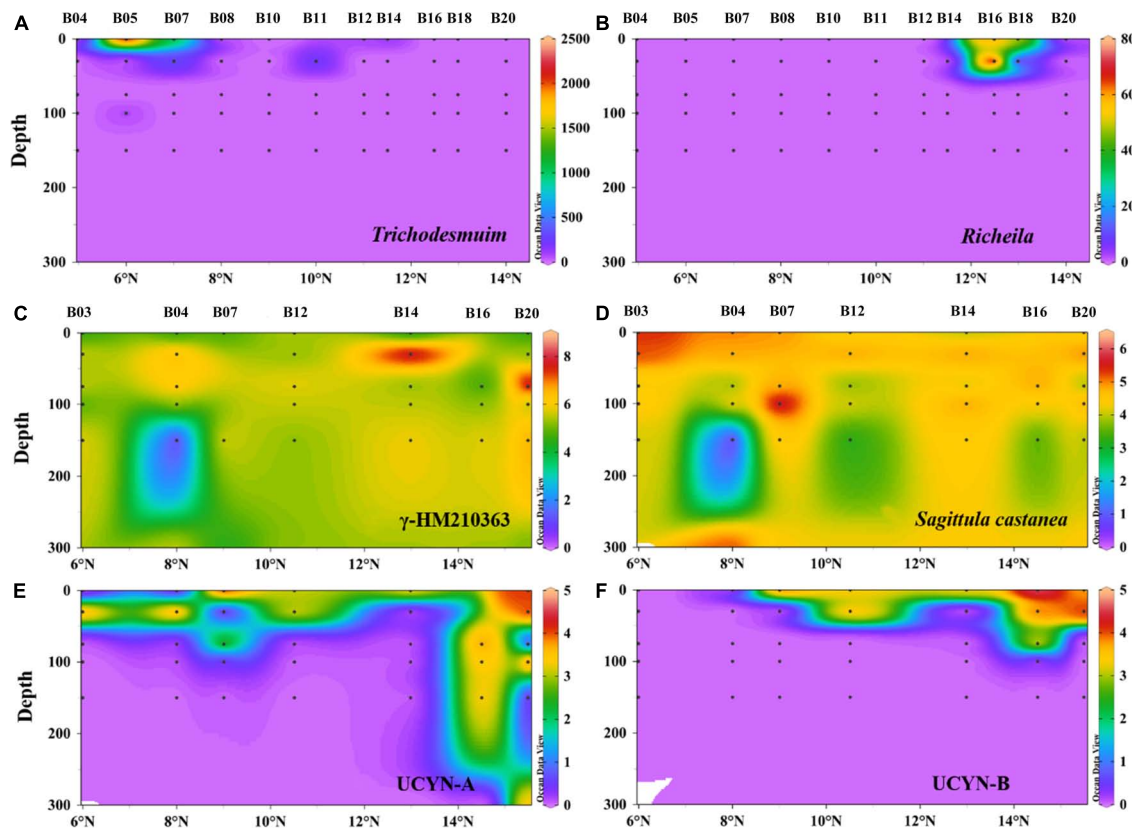 A B04 B05 B07 B08 B10 B11 B12 B14 B16 B18 B20
Depth
0
100
200
300
6°N 8°N 10°N 12°N 14°N
Trichodesmuim
2500
2000
1500
1000
500
0
Ocean Data View
B B04 B05 B07 B08 B10 B11 B12 B14 B16 B18 B20
0
100
200
300
6°N 8°N 10°N 12°N 14°N
Richeila
80
60
40
20
0
Ocean Data View
C B03 B04 B07 B12 B14 B16 B20
Depth
0
100
200
300
6°N 8°N 10°N 12°N 14°N
γ-HM210363
8
6
4
2
0
Ocean Data View
D B03 B04 B07 B12 B14 B16 B20
0
100
200
300
6°N 8°N 10°N 12°N 14°N
Sagittula castanea
6
5
4
3
2
1
0
Ocean Data View
E
Depth
0
100
200
300
6°N 8°N 10°N 12°N 14°N
UCYN-A
5
4
3
2
1
0
Ocean Data View
F
0
100
200
300
6°N 8°N 10°N 12°N 14°N
UCYN-B
5
4
3
2
1
0
Ocean Data View